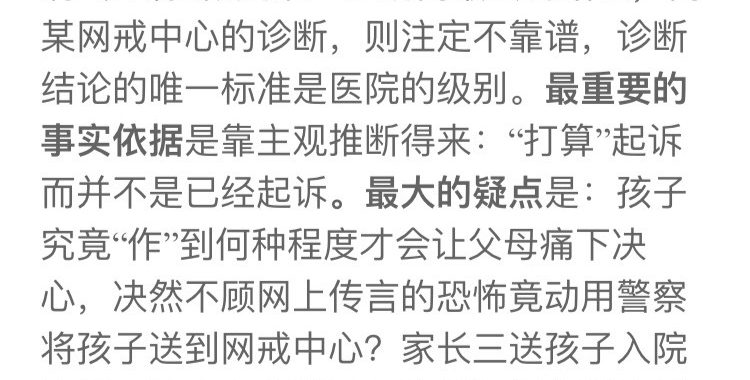 某网戒中心的诊断，则注定不靠谱，诊断
结论的唯一标准是医院的级别。最重要的
事实依据是靠主观推断得来：“打算”起诉
而并不是已经起诉。最大的疑点是：孩子
究竟“作”到何种程度才会让父母痛下决
心，决然不顾网上传言的恐怖竟动用警察
将孩子送到网戒中心？家长三送孩子入院